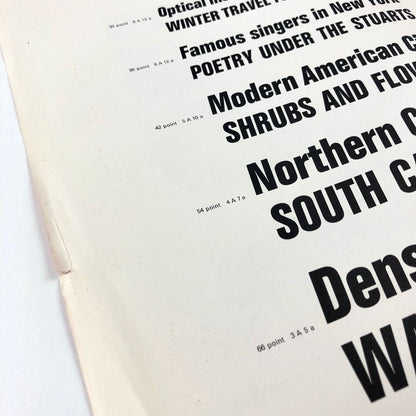 Optical
30 point 6 A 12 a
WINTER TRAVEL
Famous singers in New York
36 point 6 A 12 a
POETRY UNDER THE STUARTS
Modern American
42 point 5 A 10 a
SHRUBS AND
Northern
54 point 4 A 7 a
SOUTH
Dens
66 point 3 A 5 a
WA